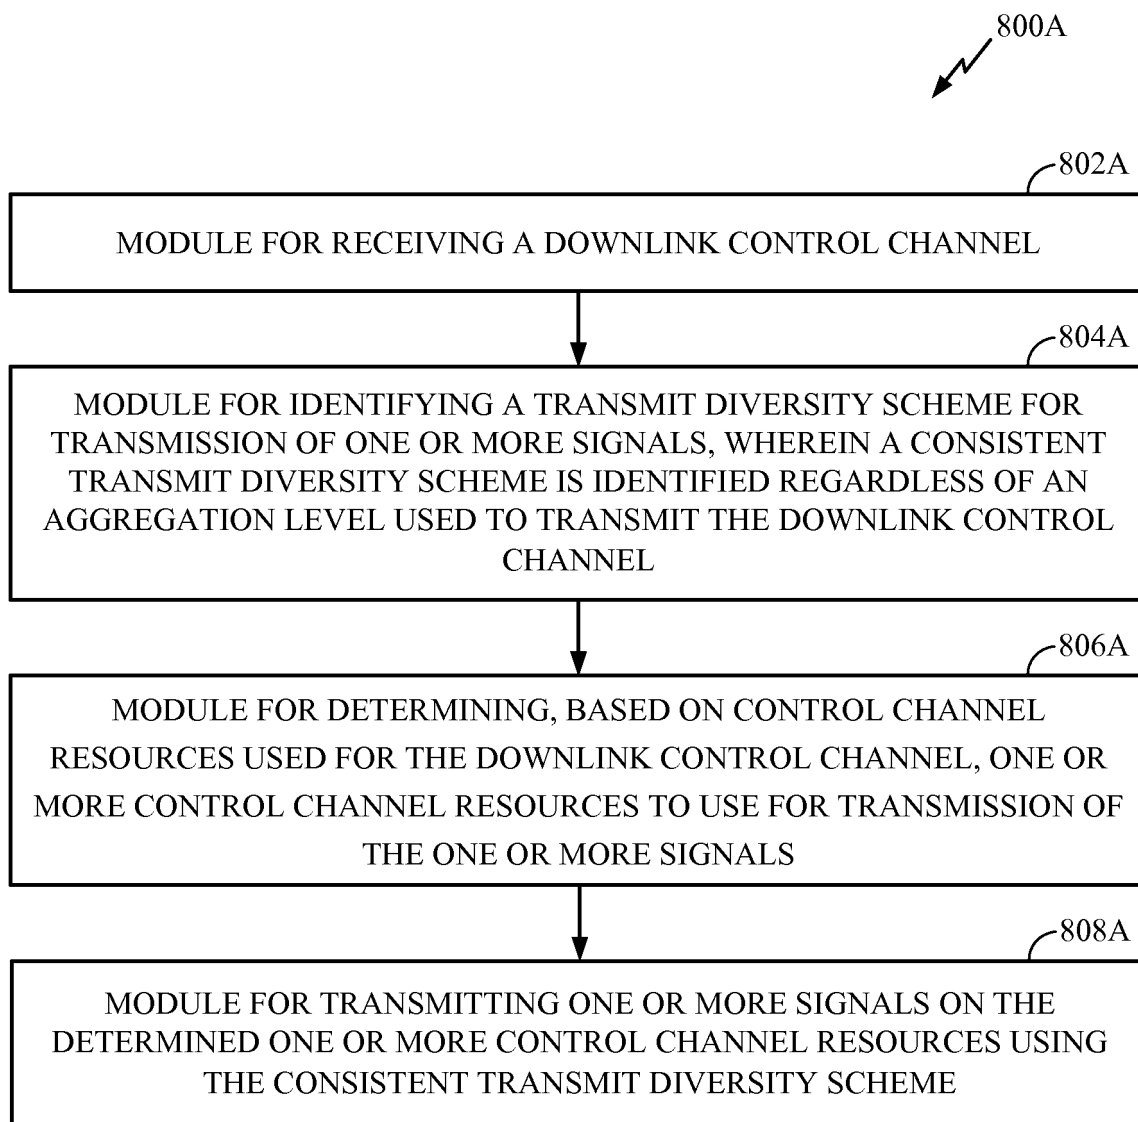 800A
802A
MODULE FOR RECEIVING A DOWNLINK CONTROL CHANNEL
804A
MODULE FOR IDENTIFYING A TRANSMIT DIVERSITY SCHEME FOR
TRANSMISSION OF ONE OR MORE SIGNALS, WHEREIN A CONSISTENT
TRANSMIT DIVERSITY SCHEME IS IDENTIFIED REGARDLESS OF AN
AGGREGATION LEVEL USED TO TRANSMIT THE DOWNLINK CONTROL
CHANNEL
806A
MODULE FOR DETERMINING, BASED ON CONTROL CHANNEL
RESOURCES USED FOR THE DOWNLINK CONTROL CHANNEL, ONE OR
MORE CONTROL CHANNEL RESOURCES TO USE FOR TRANSMISSION OF
THE ONE OR MORE SIGNALS
808A
MODULE FOR TRANSMITTING ONE OR MORE SIGNALS ON THE
DETERMINED ONE OR MORE CONTROL CHANNEL RESOURCES USING
THE CONSISTENT TRANSMIT DIVERSITY SCHEME